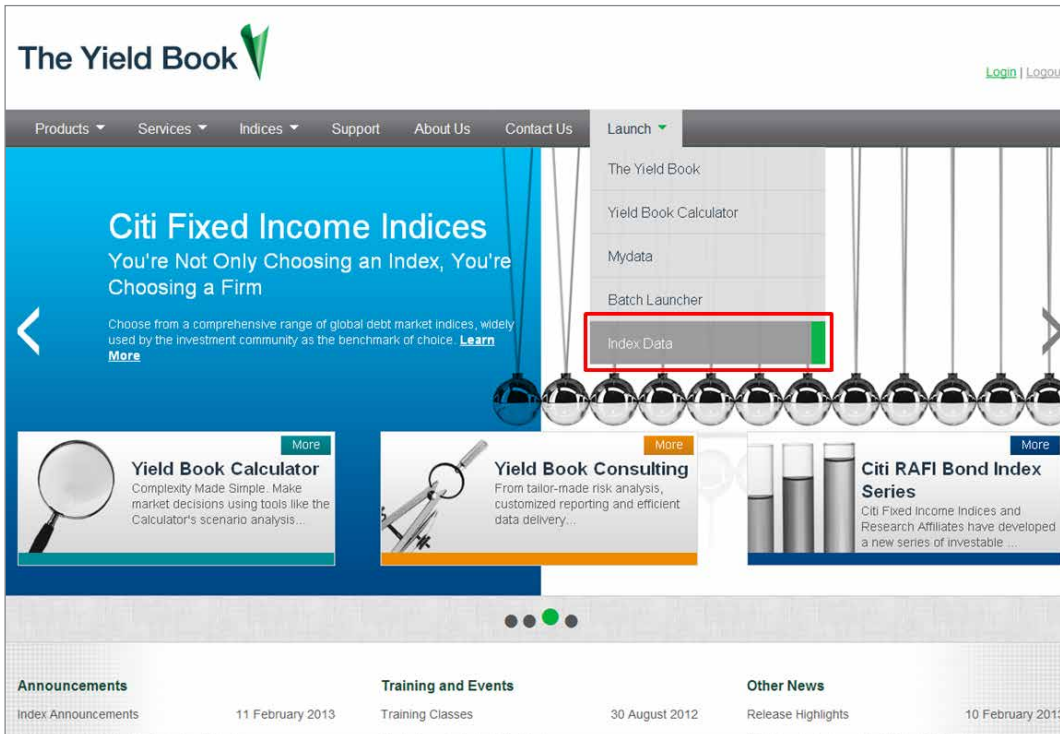 The Yield Book
Login | Logou
Products Services Indices Support About Us Contact Us Launch
The Yield Book
Yield Book Calculator
Mydata
Batch Launcher
Index Data
Citi Fixed Income Indices
You're Not Only Choosing an Index, You're
Choosing a Firm
Choose from a comprehensive range of global debt market indices, widely
used by the investment community as the benchmark of choice. Learn
More
More
Yield Book Calculator
Complexity Made Simple. Make
market decisions using tools like the
Calculator's scenario analysis...
More
Yield Book Consulting
From tailor-made risk analysis,
customized reporting and efficient
data delivery...
More
Citi RAFI Bond Index
Series
Citi Fixed Income Indices and
Research Affiliates have developed
a new series of investable ...
Announcements
Index Announcements 11 February 2013
Training and Events
Training Classes 30 August 2012
Other News
Release Highlights 10 February 2013